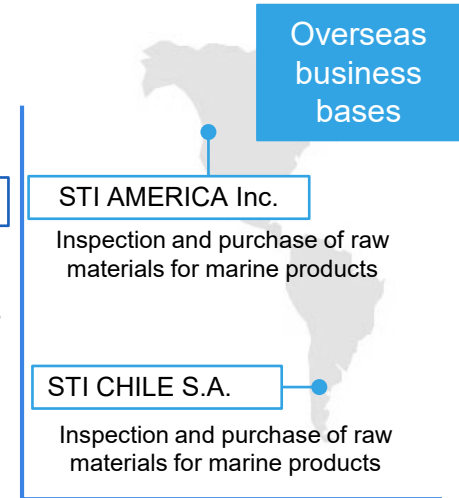 Overseas
business
bases
STI AMERICA Inc.
Inspection and purchase of raw
materials for marine products
STI CHILE S.A.
Inspection and purchase of raw
materials for marine products